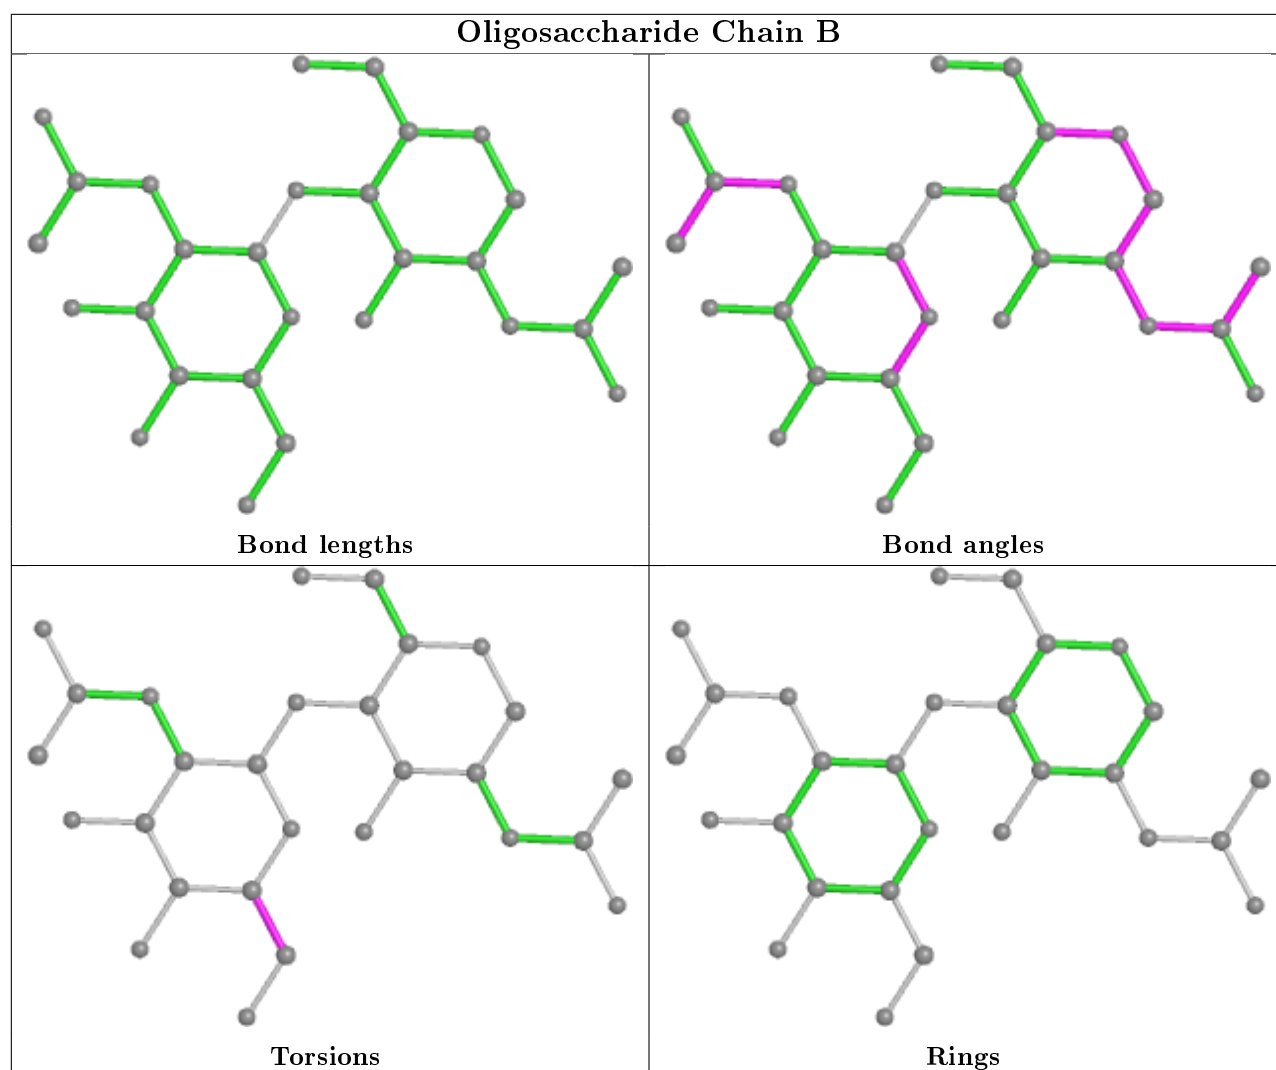 Oligosaccharide Chain B
Bond lengths
Bond angles
Torsions
Rings